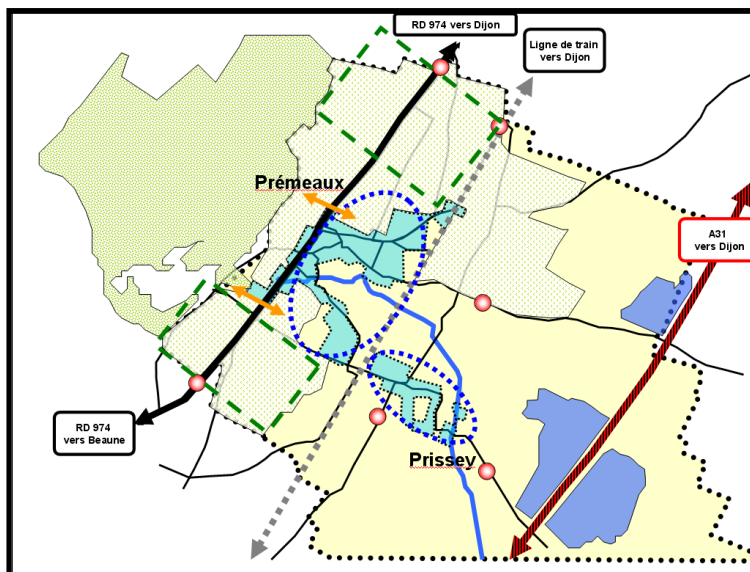 RD 974 vers Dijon
Ligne de train
vers Dijon
Prémeaux
A31
vers Dijon
RD 974
vers Beaune
Prissey